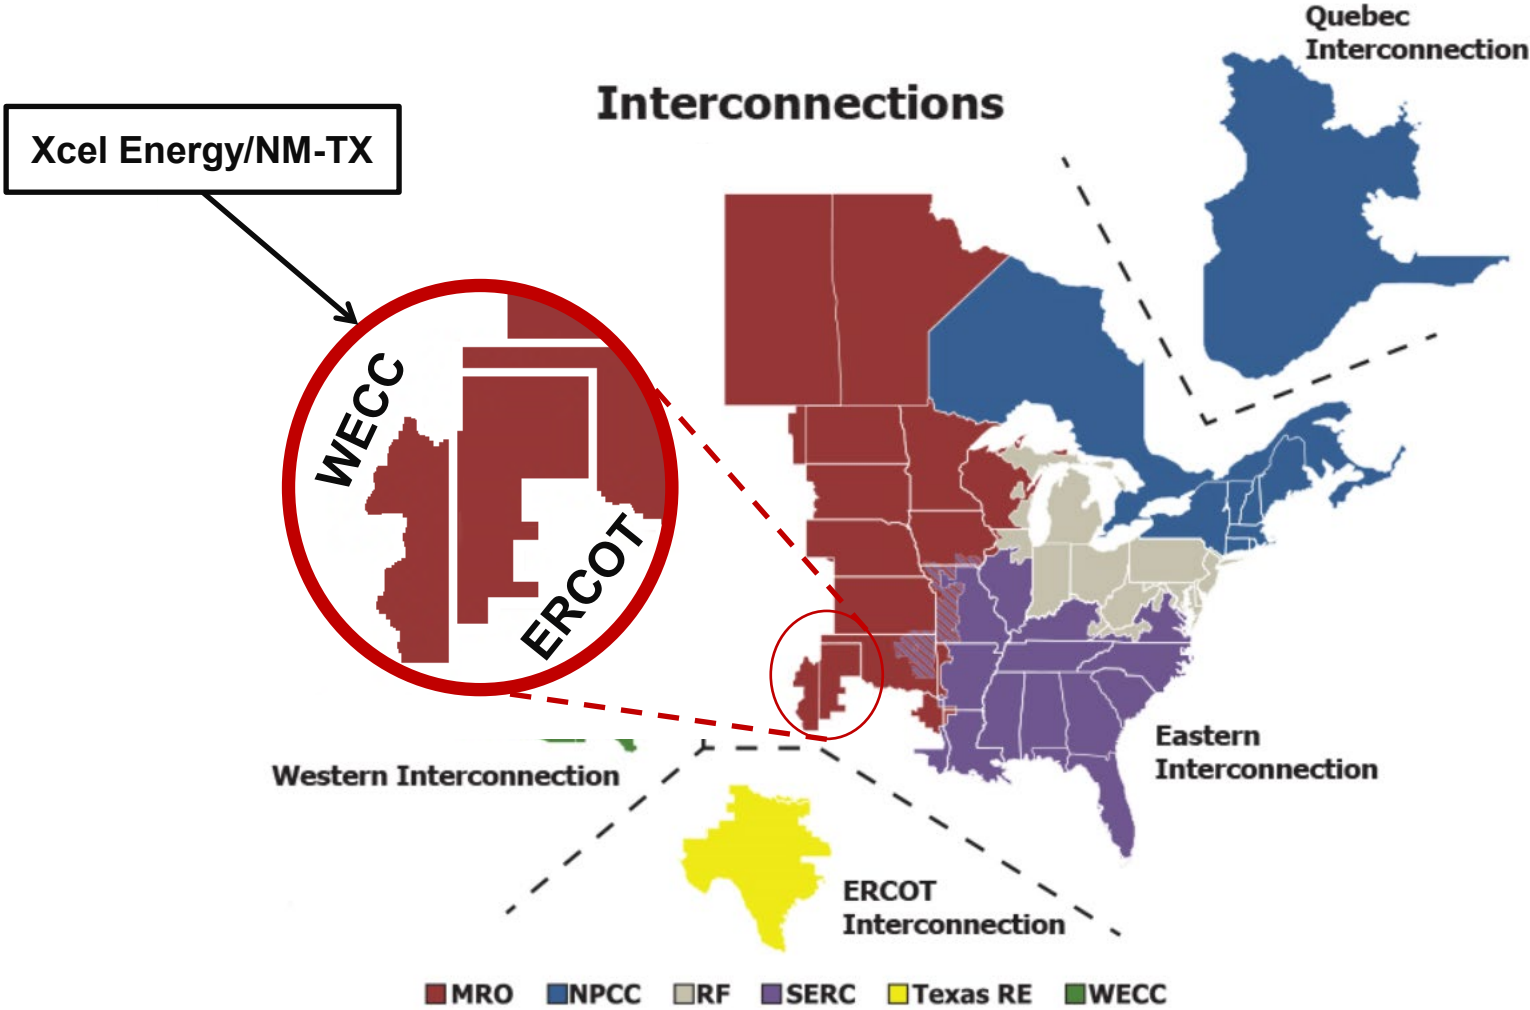 Quebec
Interconnection
Interconnections
Xcel Energy/NM-TX
WECC
ERCOT
Eastern
Interconnection
Western Interconnection
ERCOT
Interconnection
MRO NPCC RF SERC Texas RE WECC